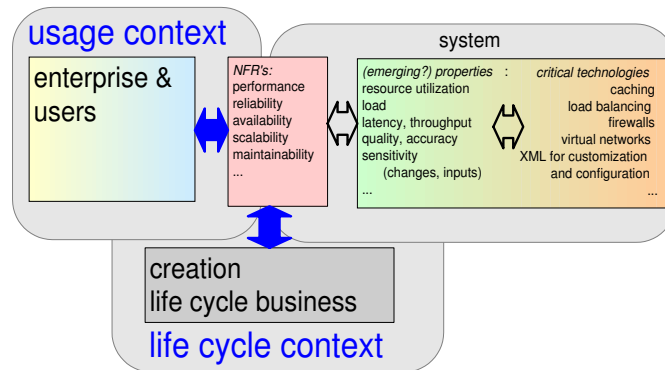 usage context
enterprise &
users
NFR's:
performance
reliability
availability
scalability
maintainability
...
system
(emerging?) properties :
resource utilization
load
latency, throughput
quality, accuracy
sensitivity
(changes, inputs)
...
critical technologies
caching
load balancing
firewalls
virtual networks
XML for customization
and configuration
...
creation
life cycle business
life cycle context